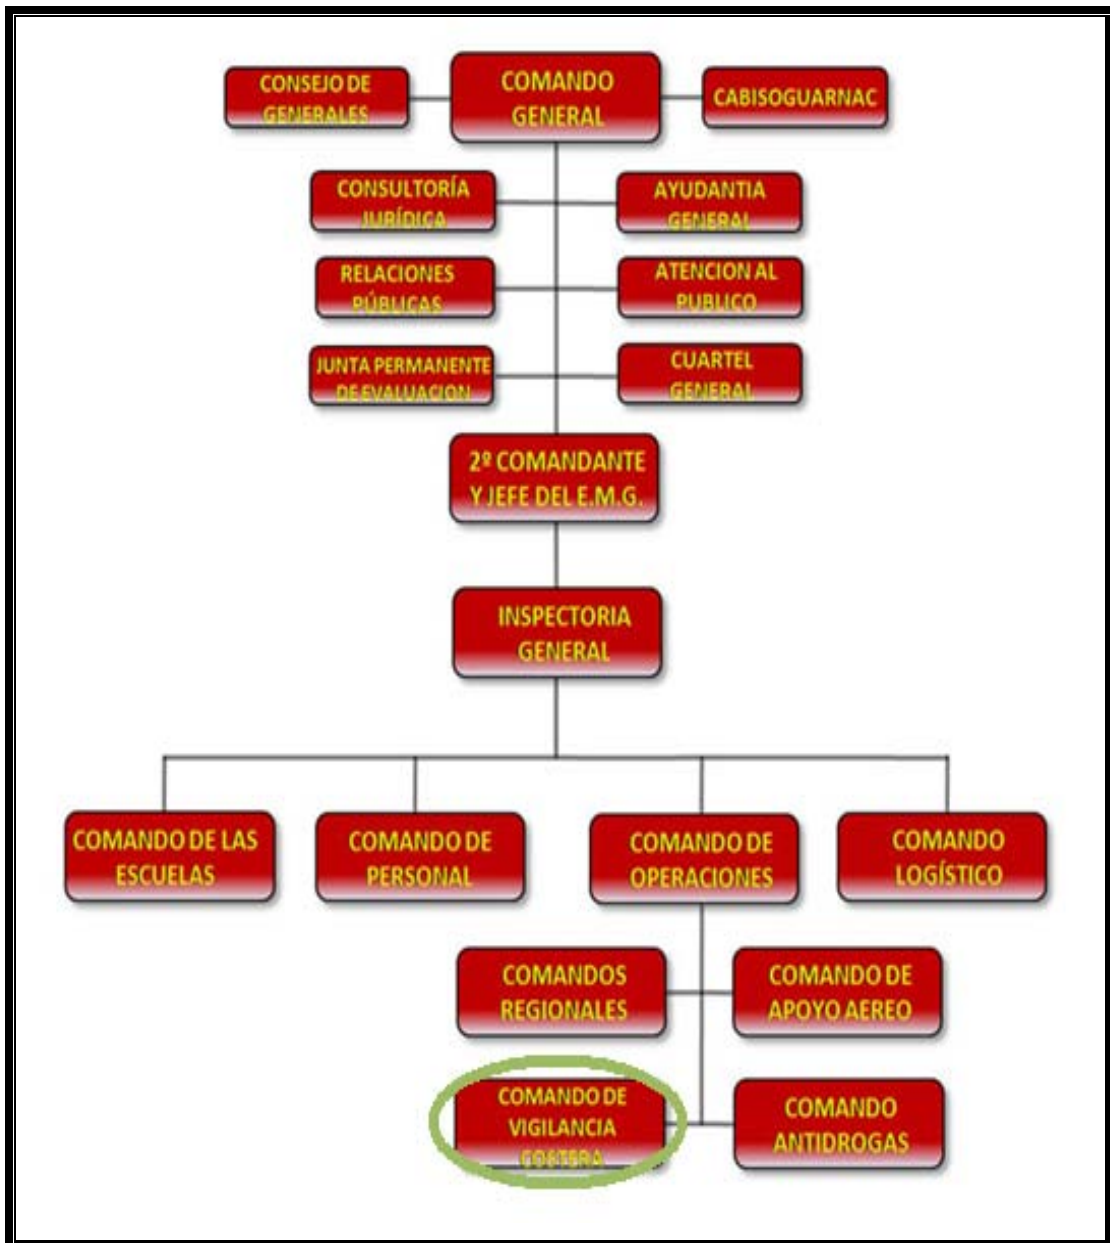 CONSEJO DE
GENERALES
COMANDO
GENERAL
CABISOGUARNAC
CONSULTORÍA
JURÍDICA
AYUDANTIA
GENERAL
RELACIONES
PÚBLICAS
ATENCION AL
PUBLICO
JUNTA PERMANENTE
DE EVALUACION
CUARTEL
GENERAL
2º COMANDANTE
Y JEFE DEL E.M.G.
INSPECTORIA
GENERAL
COMANDO DE LAS
ESCUELAS
COMANDO DE
PERSONAL
COMANDO DE
OPERACIONES
COMANDO
LOGÍSTICO
COMANDOS
REGIONALES
COMANDO DE
APOYO AEREO
COMANDO DE
VIGILANCIA
COSTERA
COMANDO
ANTIDROGAS